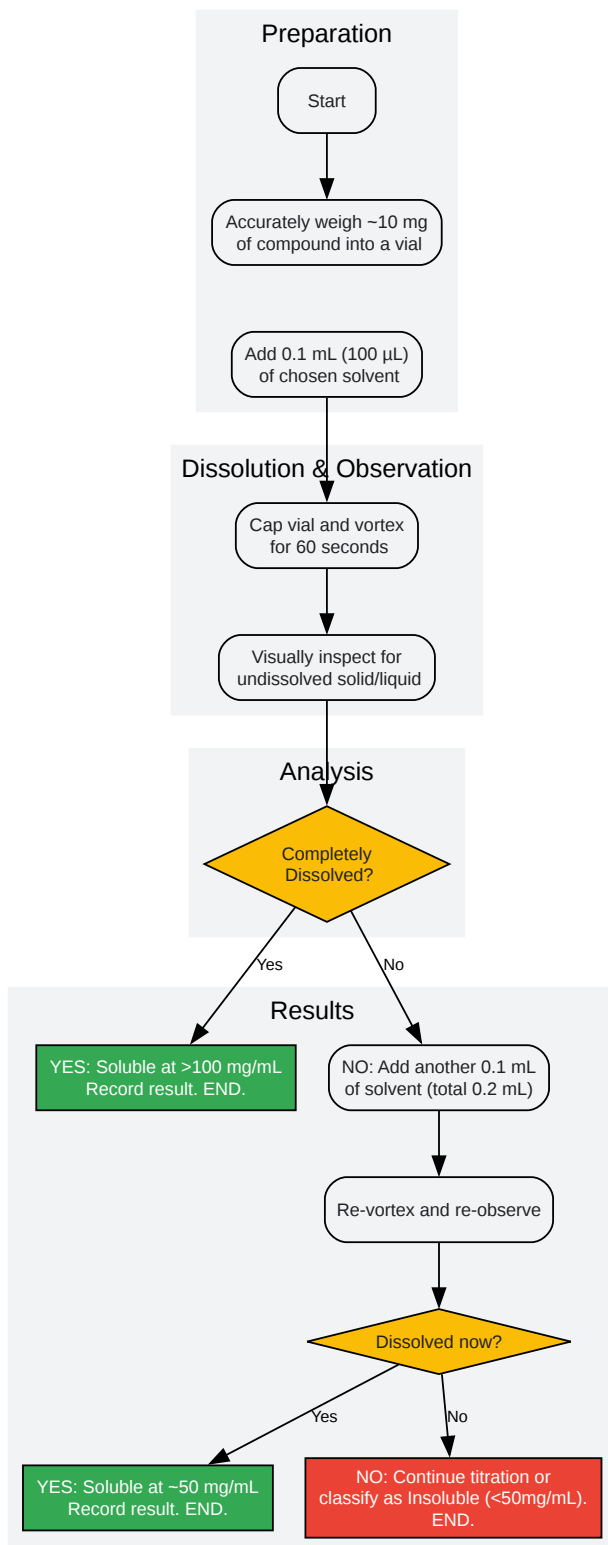 Preparation
Start
Accurately weigh ~10 mg
of compound into a vial
Add 0.1 mL (100 µL)
of chosen solvent
Dissolution & Observation
Cap vial and vortex
for 60 seconds
Visually inspect for
undissolved solid/liquid
Analysis
Completely
Dissolved?
Yes
No
Results
YES: Soluble at >100 mg/mL
Record result. END.
NO: Add another 0.1 mL
of solvent (total 0.2 mL)
Re-vortex and re-observe
Dissolved now?
Yes
No
YES: Soluble at ~50 mg/mL
Record result. END.
NO: Continue titration or
classify as Insoluble (<50mg/mL).
END.